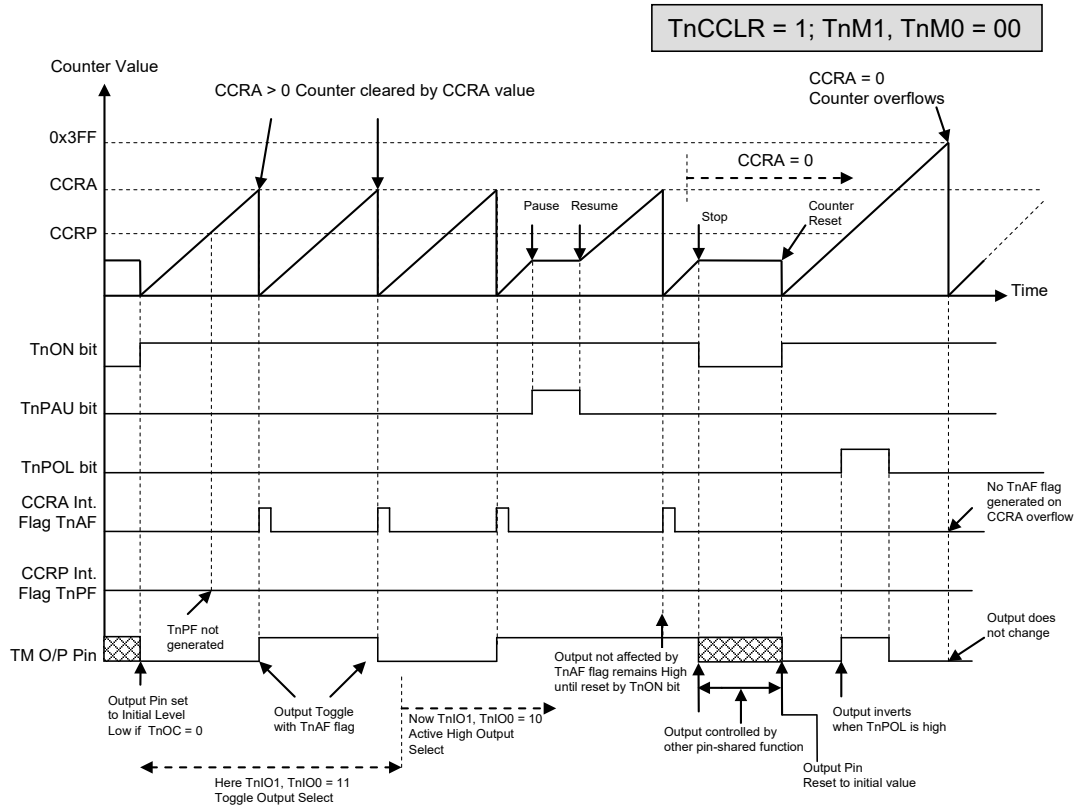 TnCCLR = 1; TnM1, TnM0 = 00
Counter Value
CCRA > 0 Counter cleared by CCRA value
CCRA = 0
Counter overflows
0x3FF
CCRA = 0
CCRA
Pause
Resume
Stop
Counter
Reset
CCRP
Time
TnON bit
TnPAU bit
TnPOL bit
CCRA Int.
Flag TnAF
No TnAF flag
generated on
CCRA overflow
CCRP Int.
Flag TnPF
TnPF not
generated
Output does
not change
TM O/P Pin
Output not affected by
TnAF flag remains High
until reset by TnON bit
Output Pin set
to Initial Level
Low if TnOC = 0
Output Toggle
with TnAF flag
Now TnIO1, TnIO0 = 10
Active High Output
Select
Output controlled by
other pin-shared function
Output inverts
when TnPOL is high
Output Pin
Reset to initial value
Here TnIO1, TnIO0 = 11
Toggle Output Select